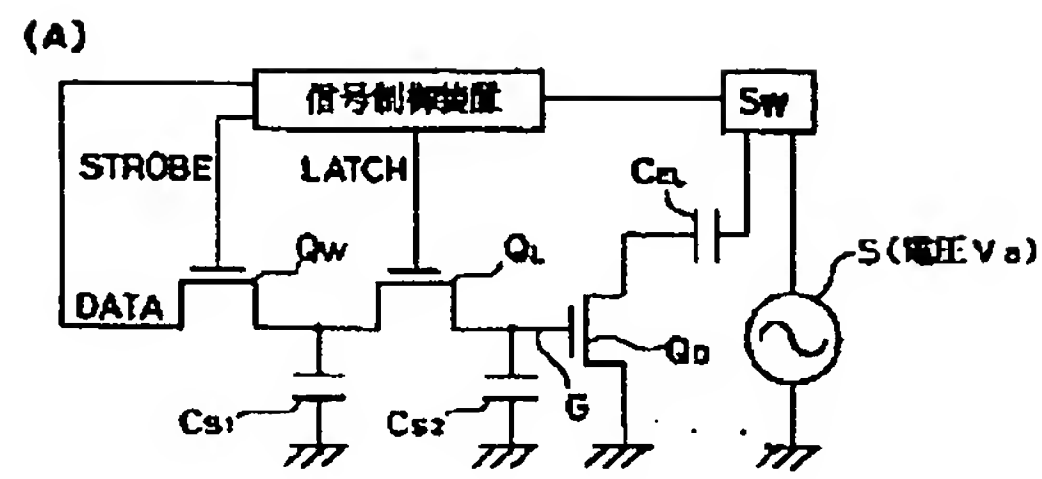 (A)
信号制御装置
SW
STROBE
LATCH
CEL
QW
QL
S(電圧Va)
DATA
QD
G
CS1
CS2